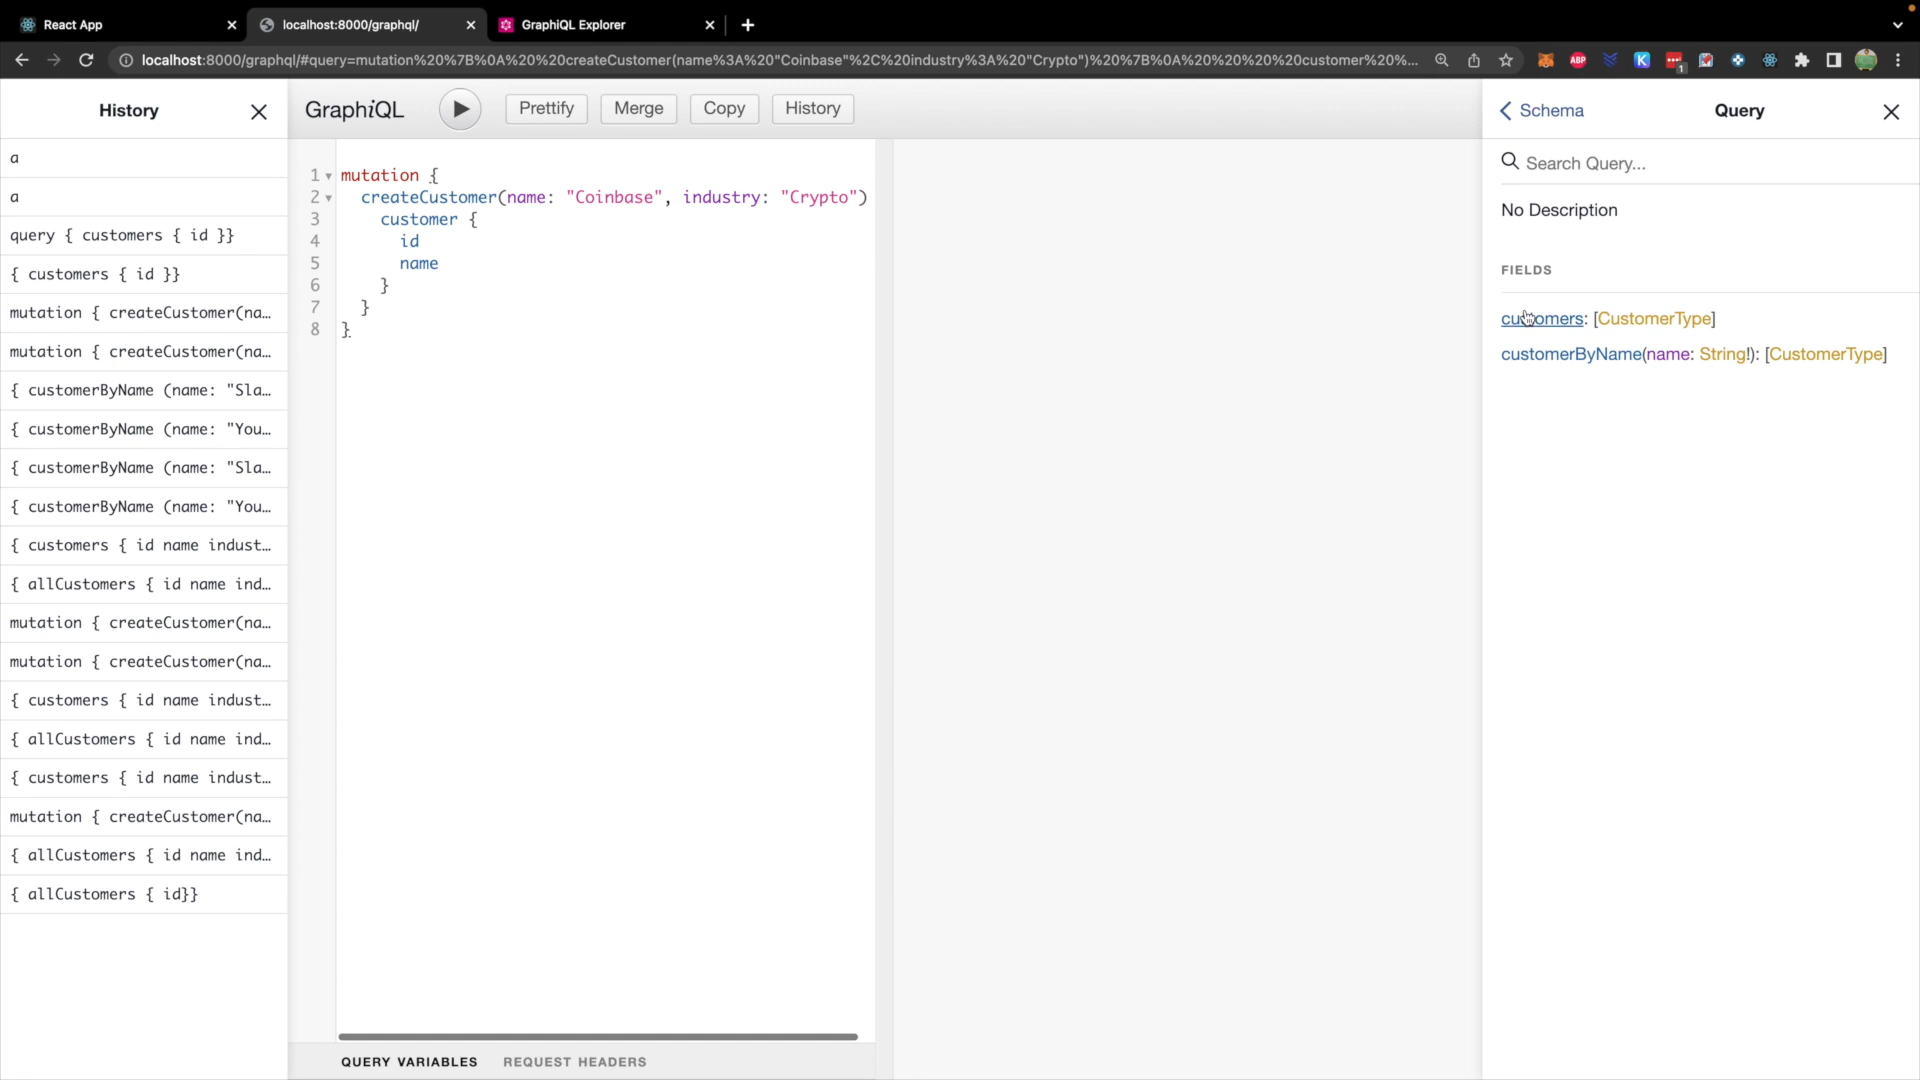 React App
localhost:8000/graphql/
GraphiQL Explorer
localhost:8000/graphql/#query=mutation%20%7B%0A%20%20createCustomer(name%3A%20"Coinbase"%2C%20industry%3A%20"Crypto")%20%7B%0A%20%20%20%20customer%20%...
ABP
K
1
History
a
a
query { customers { id }}
{ customers { id }}
mutation { createCustomer(na…
mutation { createCustomer(na…
{ customerByName (name: "Sla…
{ customerByName (name: "You…
{ customerByName (name: "Sla…
{ customerByName (name: "You…
{ customers { id name indust…
{ allCustomers { id name ind…
mutation { createCustomer(na…
mutation { createCustomer(na…
{ customers { id name indust…
{ allCustomers { id name ind…
{ customers { id name indust…
mutation { createCustomer(na…
{ allCustomers { id name ind…
{ allCustomers { id}}
GraphiQL
Prettify
Merge
Copy
History
1 mutation {
2 createCustomer(name: "Coinbase", industry: "Crypto")
3 customer {
4 id
5 name
6 }
7 }
8 }
QUERY VARIABLES
REQUEST HEADERS
Schema
Query
Search Query...
No Description
FIELDS
customers: [CustomerType]
customerByName(name: String!): [CustomerType]